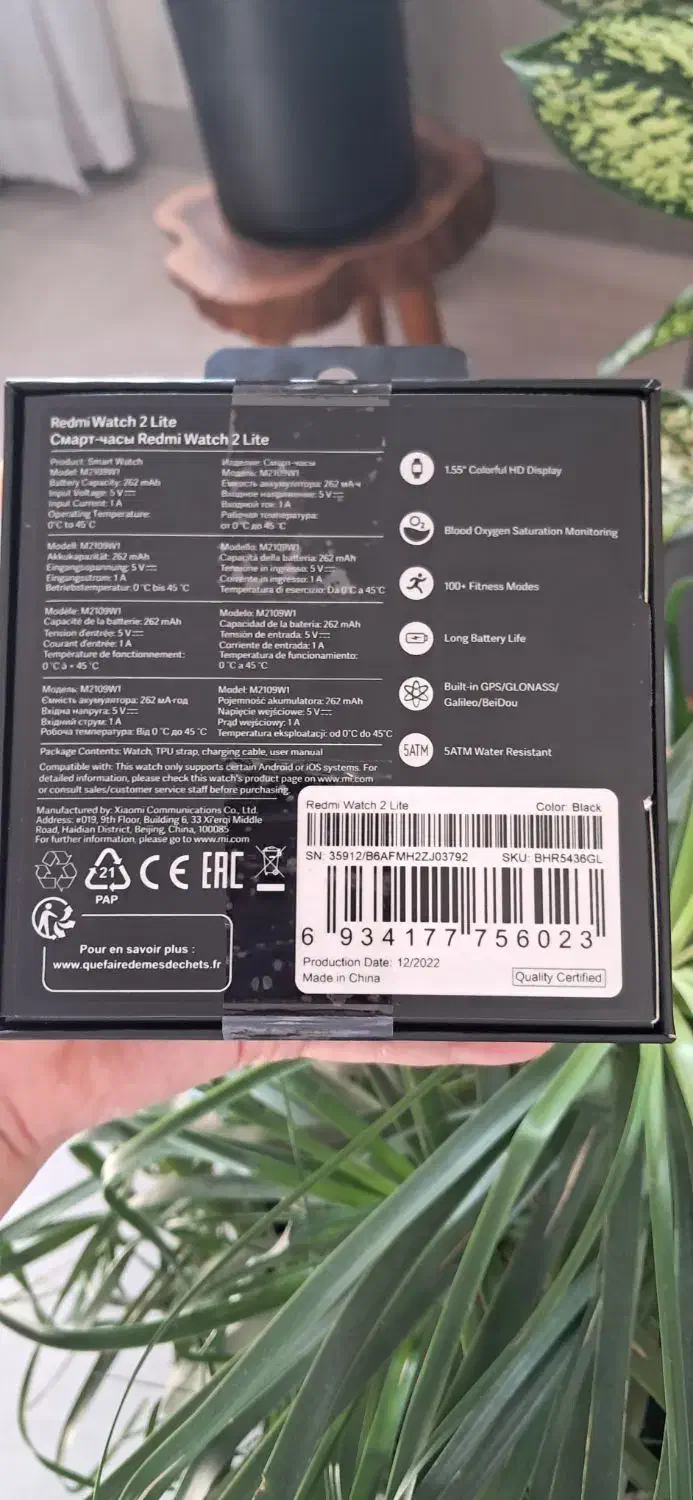 Redmi Watch 2 Lite
Смарт-часы Redmi Watch 2 Lite
Product: Smart Watch
Model: M2109W1
Battery Capacity: 262 mAh
Input Voltage: 5 V⎓
Input Current: 1 A
Operating Temperature:
0°C to 45°C
Изделие: Смарт-часы
Модель: M2109W1
Емкость аккумулятора: 262 мА·ч
Входное напряжение: 5 V⎓
Входной ток: 1 A
Рабочая температура:
от 0°C до 45 °C
Modell: M2109W1
Akkukapazität: 262 mAh
Eingangsspannung: 5 V⎓
Eingangsstrom: 1 A
Betriebstemperatur: 0 °C bis 45 °C
Modello: M2109W1
Capacità della batteria: 262 mAh
Tensione in ingresso: 5 V⎓
Corrente in ingresso: 1 A
Temperatura di esercizio: Da 0°C a 45°C
Modèle: M2109W1
Capacité de la batterie: 262 mAh
Tension d'entrée: 5 V⎓
Courant d'entrée: 1 A
Température de fonctionnement:
0 °C à + 45 °C
Modelo: M2109W1
Capacidad de la batería: 262 mAh
Tensión de entrada: 5 V⎓
Corriente de entrada: 1 A
Temperatura de funcionamiento:
0 °C a 45 °C
Модель: M2109W1
Ємність акумулятора: 262 мА·год
Вхідна напруга: 5 V⎓
Вхідний струм: 1 A
Робоча температура: Від 0 °C до 45 °C
Model: M2109W1
Pojemność akumulatora: 262 mAh
Napięcie wejściowe: 5 V⎓
Prąd wejściowy: 1 A
Temperatura eksploatacji: od 0°C do 45°C
Package Contents: Watch, TPU strap, charging cable, user manual
Compatible with: This watch only supports certain Android or iOS systems. For
detailed information, please check this watch's product page on www.mi.com
or consult sales/customer service staff before purchasing.
Manufactured by: Xiaomi Communications Co., Ltd.
Address: #019, 9th Floor, Building 6, 33 Xi'erqi Middle
Road, Haidian District, Beijing, China, 100085
For further information, please go to www.mi.com
21
PAP
CE EAC
Pour en savoir plus :
www.quefairedemesdechets.fr
1.55" Colorful HD Display
O2
Blood Oxygen Saturation Monitoring
100+ Fitness Modes
Long Battery Life
Built-in GPS/GLONASS/
Galileo/BeiDou
5ATM
5ATM Water Resistant
Redmi Watch 2 Lite Color: Black
SN: 35912/B6AFMH2ZJ03792 SKU: BHR5436GL
6 934177 756023
Production Date: 12/2022
Made in China
Quality Certified